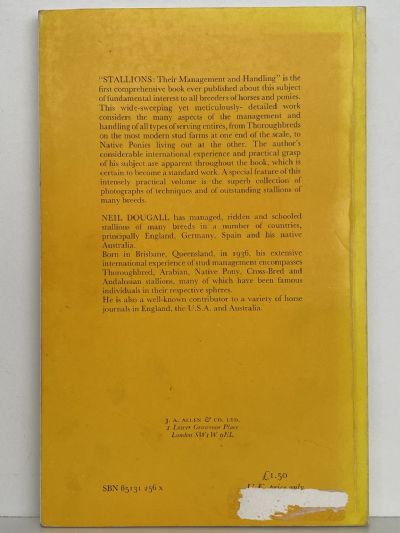 "STALLIONS: Their Management and Handling" is the
first comprehensive book ever published about this subject
of fundamental interest to all breeders of horses and ponies.
This wide-sweeping yet meticulously- detailed work
considers the many aspects of the management and
handling of all types of serving entires, from Thoroughbreds
on the most modern stud farms at one end of the scale, to
Native Ponies living out at the other. The author's
considerable international experience and practical grasp
of his subject are apparent throughout the book, which is
certain to become a standard work. A special feature of this
intensely practical volume is the superb collection of
photographs of techniques and of outstanding stallions of
many breeds.
NEIL DOUGALL has managed, ridden and schooled
stallions of many breeds in a number of countries,
principally England, Germany, Spain and his native
Australia.
Born in Brisbane, Queensland, in 1936, his extensive
international experience of stud management encompasses
Thoroughbred, Arabian, Native Pony, Cross-Bred and
Andalusian stallions, many of which have been famous
individuals in their respective spheres.
He is also a well-known contributor to a variety of horse
journals in England, the U.S.A. and Australia.
J. A. ALLEN & CO. LTD.
1 Lower Grosvenor Place
London SW1W 0EL.
£1.50
SBN 85131 256 x
price only